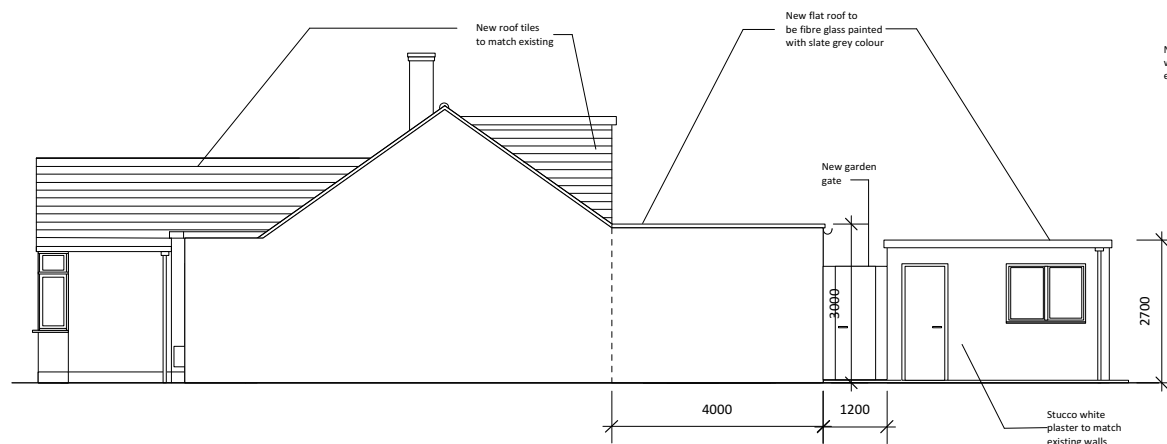 New roof tiles
to match existing
New flat roof to
be fibre glass painted
with slate grey colour
N
w
e
New garden
gate
3000
2700
4000
1200
Stucco white
plaster to match
existing walls